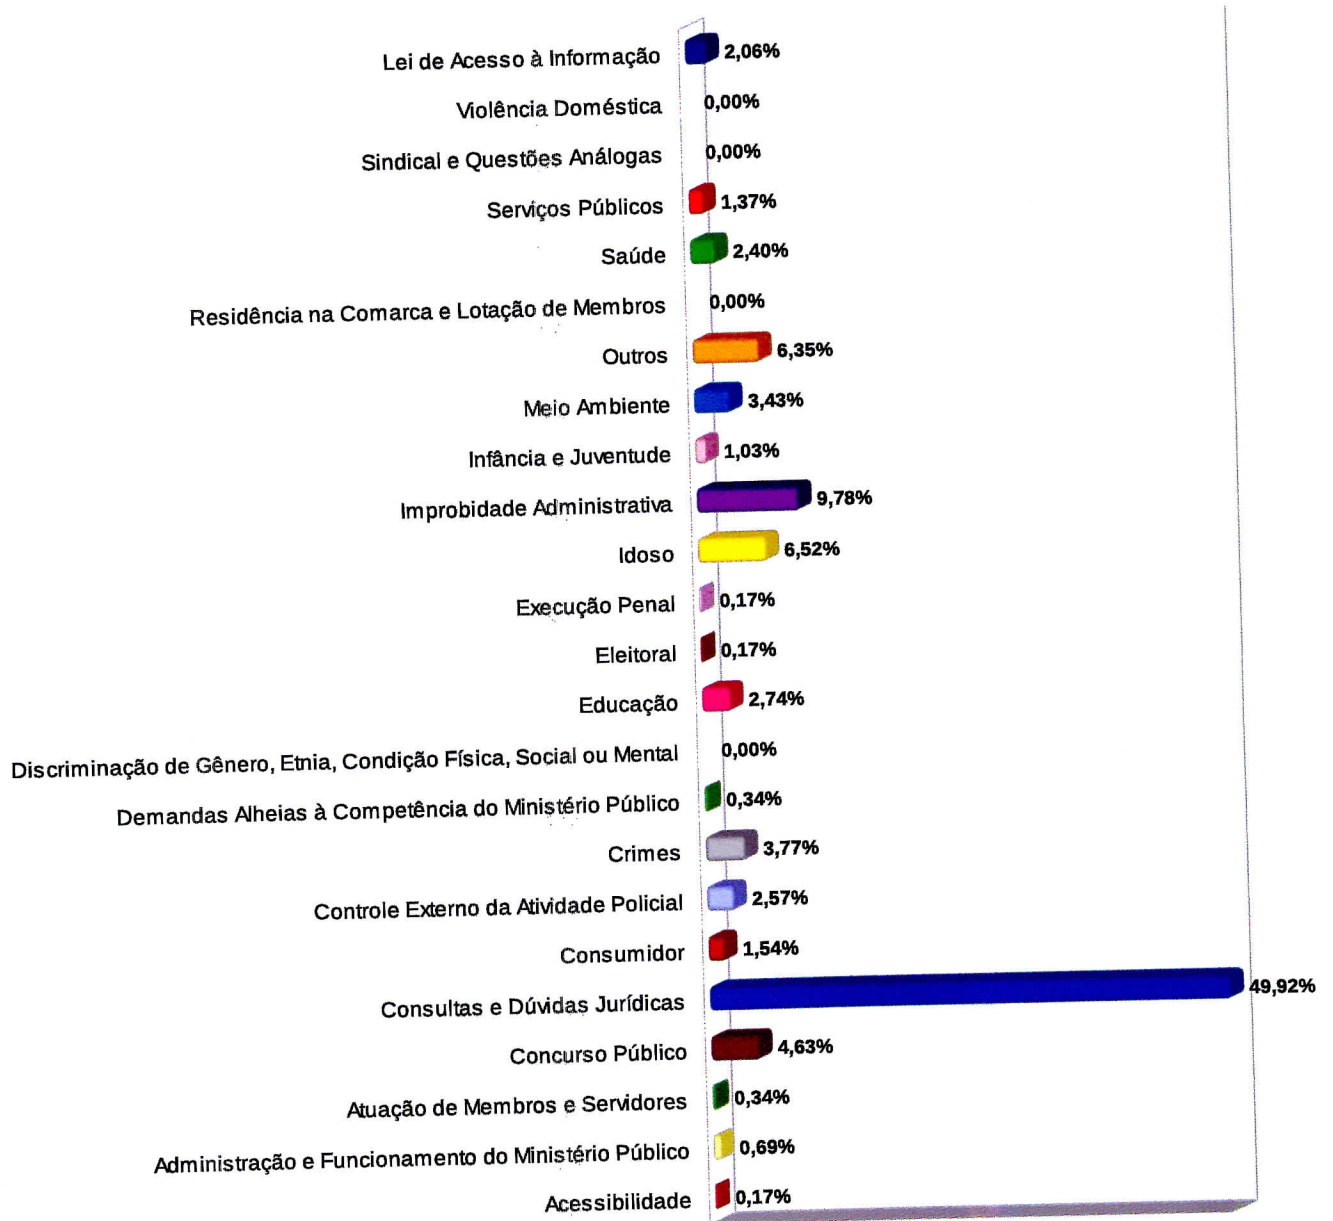 Lei de Acesso à Informação 2,06%
Violência Doméstica 0,00%
Sindical e Questões Análogas 0,00%
Serviços Públicos 1,37%
Saúde 2,40%
Residência na Comarca e Lotação de Membros 0,00%
Outros 6,35%
Meio Ambiente 3,43%
Infância e Juventude 1,03%
Improbidade Administrativa 9,78%
Idoso 6,52%
Execução Penal 0,17%
Eleitoral 0,17%
Educação 2,74%
Discriminação de Gênero, Etnia, Condição Física, Social ou Mental 0,00%
Demandas Alheias à Competência do Ministério Público 0,34%
Crimes 3,77%
Controle Externo da Atividade Policial 2,57%
Consumidor 1,54%
Consultas e Dúvidas Jurídicas 49,92%
Concurso Público 4,63%
Atuação de Membros e Servidores 0,34%
Administração e Funcionamento do Ministério Público 0,69%
Acessibilidade 0,17%